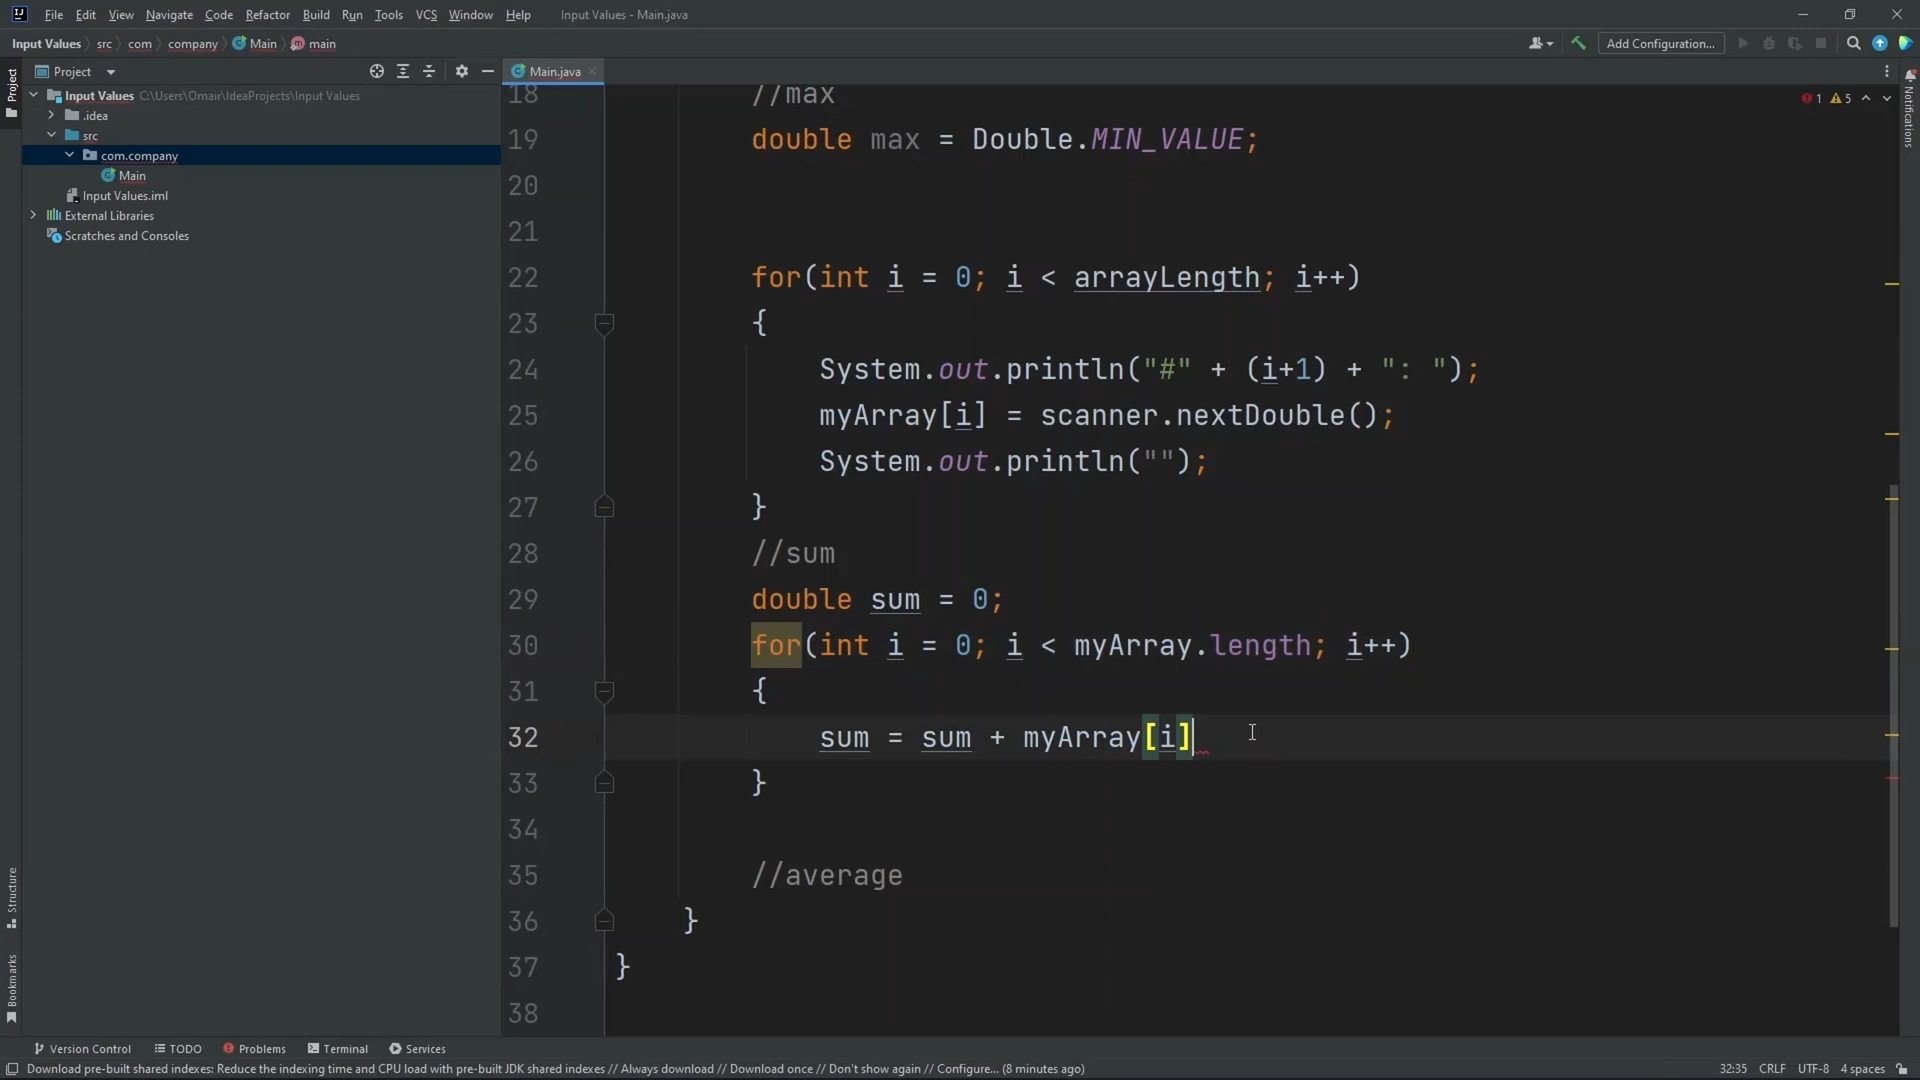 File Edit View Navigate Code Refactor Build Run Tools VCS Window Help Input Values - Main.java
Input Values src com company Main main Add Configuration...
Project Main.java
Project
Input Values C:\Users\Omair\IdeaProjects\Input Values
.idea
src
com.company
Main
Input Values.iml
External Libraries
Scratches and Consoles
1 5
Notifications
18 //max
19 double max = Double.MIN_VALUE;
20
21
22 for(int i = 0; i < arrayLength; i++)
23 {
24 System.out.println("#" + (i+1) + ": ");
25 myArray[i] = scanner.nextDouble();
26 System.out.println("");
27 }
28 //sum
29 double sum = 0;
30 for(int i = 0; i < myArray.length; i++)
31 {
32 sum = sum + myArray[i]
33 }
34
35 //average
36 }
37 }
38
Structure
Bookmarks
Version Control TODO Problems Terminal Services
Download pre-built shared indexes: Reduce the indexing time and CPU load with pre-built JDK shared indexes // Always download // Download once // Don't show again // Configure... (8 minutes ago) 32:35 CRLF UTF-8 4 spaces